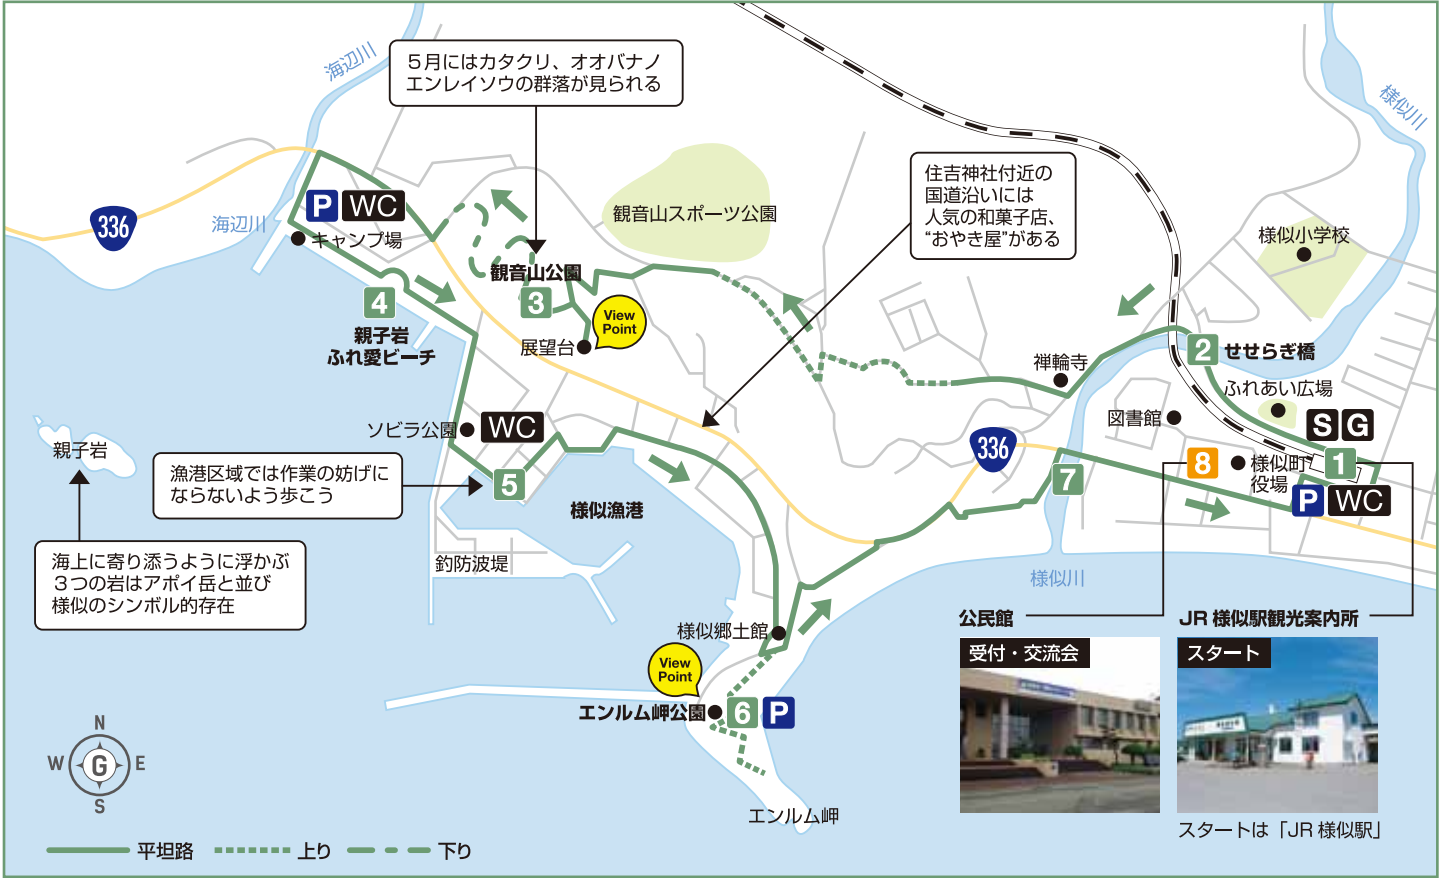 海辺川
5月にはカタクリ、オオバナノ
エンレイソウの群落が見られる
様似川
336
海辺川
P WC
キャンプ場
観音山スポーツ公園
住吉神社付近の
国道沿いには
人気の和菓子店、
“おやき屋”がある
様似小学校
観音山公園
3
View
Point
展望台
4
親子岩
ふれ愛ビーチ
2
せせらぎ橋
禅輪寺
ふれあい広場
図書館
S G
ソビラ公園
WC
336
親子岩
漁港区域では作業の妨げに
ならないよう歩こう
5
様似漁港
7
8
様似町
役場
1
P WC
海上に寄り添うように浮かぶ
3つの岩はアポイ岳と並び
様似のシンボル的存在
釣防波堤
様似川
様似郷土館
View
Point
エンルム岬公園
6 P
エンルム岬
公民館
受付・交流会
JR 様似駅観光案内所
スタート
スタートは「JR 様似駅」
N
W G E
S
平坦路
上り
下り